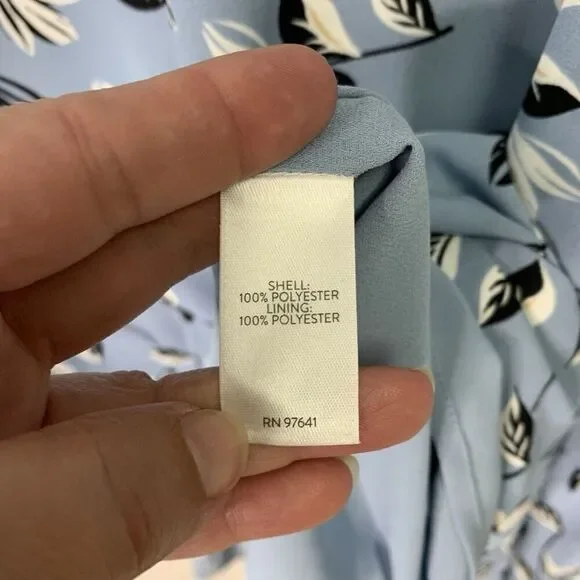 SHELL:
100% POLYESTER
LINING:
100% POLYESTER
RN 97641